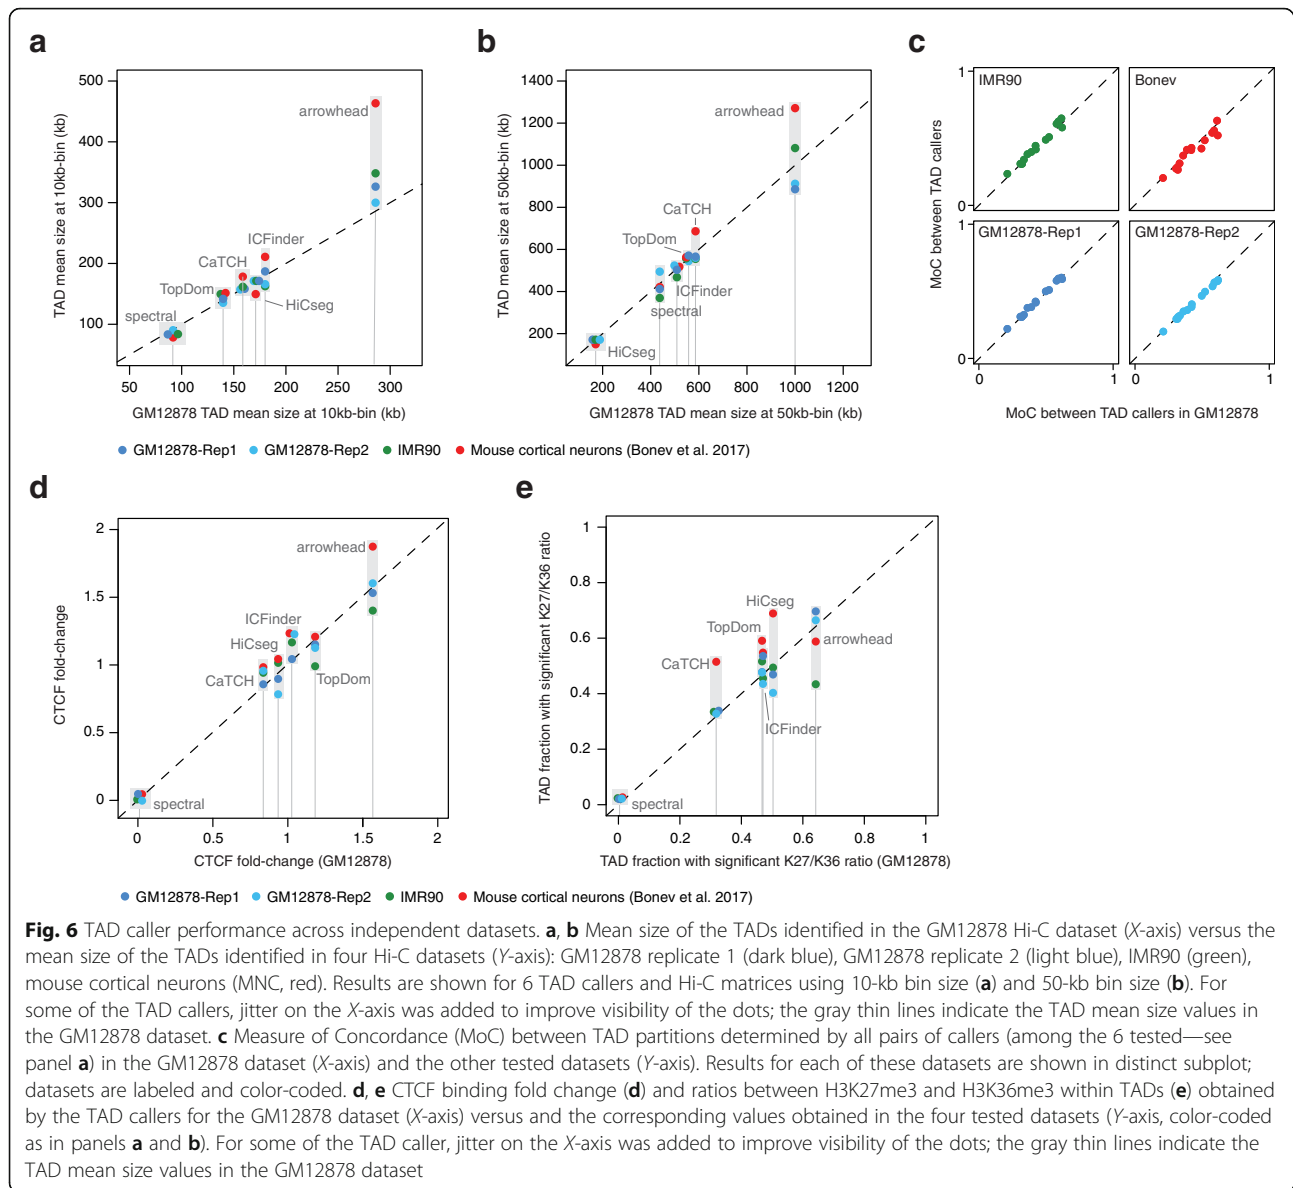 a
b
c
TAD mean size at 10kb-bin (kb)
500
400
300
200
100
arrowhead
ICFinder
CaTCH
TopDom
HiCseg
spectral
50 100 150 200 250 300
GM12878 TAD mean size at 10kb-bin (kb)
TAD mean size at 50kb-bin (kb)
1400
1200
1000
800
600
400
200
arrowhead
CaTCH
TopDom
ICFinder
spectral
HiCseg
200 400 600 800 1000 1200
GM12878 TAD mean size at 50kb-bin (kb)
MoC between TAD callers
1
0
1
0
IMR90
Bonev
GM12878-Rep1
GM12878-Rep2
0 1 0 1
MoC between TAD callers in GM12878
GM12878-Rep1 GM12878-Rep2 IMR90 Mouse cortical neurons (Bonev et al. 2017)
d
e
CTCF fold-change
2
1.5
1
0.5
0
arrowhead
ICFinder
HiCseg
CaTCH
TopDom
spectral
0 0.5 1 1.5 2
CTCF fold-change (GM12878)
TAD fraction with significant K27/K36 ratio
1
0.8
0.6
0.4
0.2
0
HiCseg
TopDom
arrowhead
CaTCH
ICFinder
spectral
0 0.2 0.4 0.6 0.8 1
TAD fraction with significant K27/K36 ratio (GM12878)
GM12878-Rep1 GM12878-Rep2 IMR90 Mouse cortical neurons (Bonev et al. 2017)
Fig. 6 TAD caller performance across independent datasets. a, b Mean size of the TADs identified in the GM12878 Hi-C dataset (X-axis) versus the
mean size of the TADs identified in four Hi-C datasets (Y-axis): GM12878 replicate 1 (dark blue), GM12878 replicate 2 (light blue), IMR90 (green),
mouse cortical neurons (MNC, red). Results are shown for 6 TAD callers and Hi-C matrices using 10-kb bin size (a) and 50-kb bin size (b). For
some of the TAD callers, jitter on the X-axis was added to improve visibility of the dots; the gray thin lines indicate the TAD mean size values in
the GM12878 dataset. c Measure of Concordance (MoC) between TAD partitions determined by all pairs of callers (among the 6 tested—see
panel a) in the GM12878 dataset (X-axis) and the other tested datasets (Y-axis). Results for each of these datasets are shown in distinct subplot;
datasets are labeled and color-coded. d, e CTCF binding fold change (d) and ratios between H3K27me3 and H3K36me3 within TADs (e) obtained
by the TAD callers for the GM12878 dataset (X-axis) versus and the corresponding values obtained in the four tested datasets (Y-axis, color-coded
as in panels a and b). For some of the TAD caller, jitter on the X-axis was added to improve visibility of the dots; the gray thin lines indicate the
TAD mean size values in the GM12878 dataset